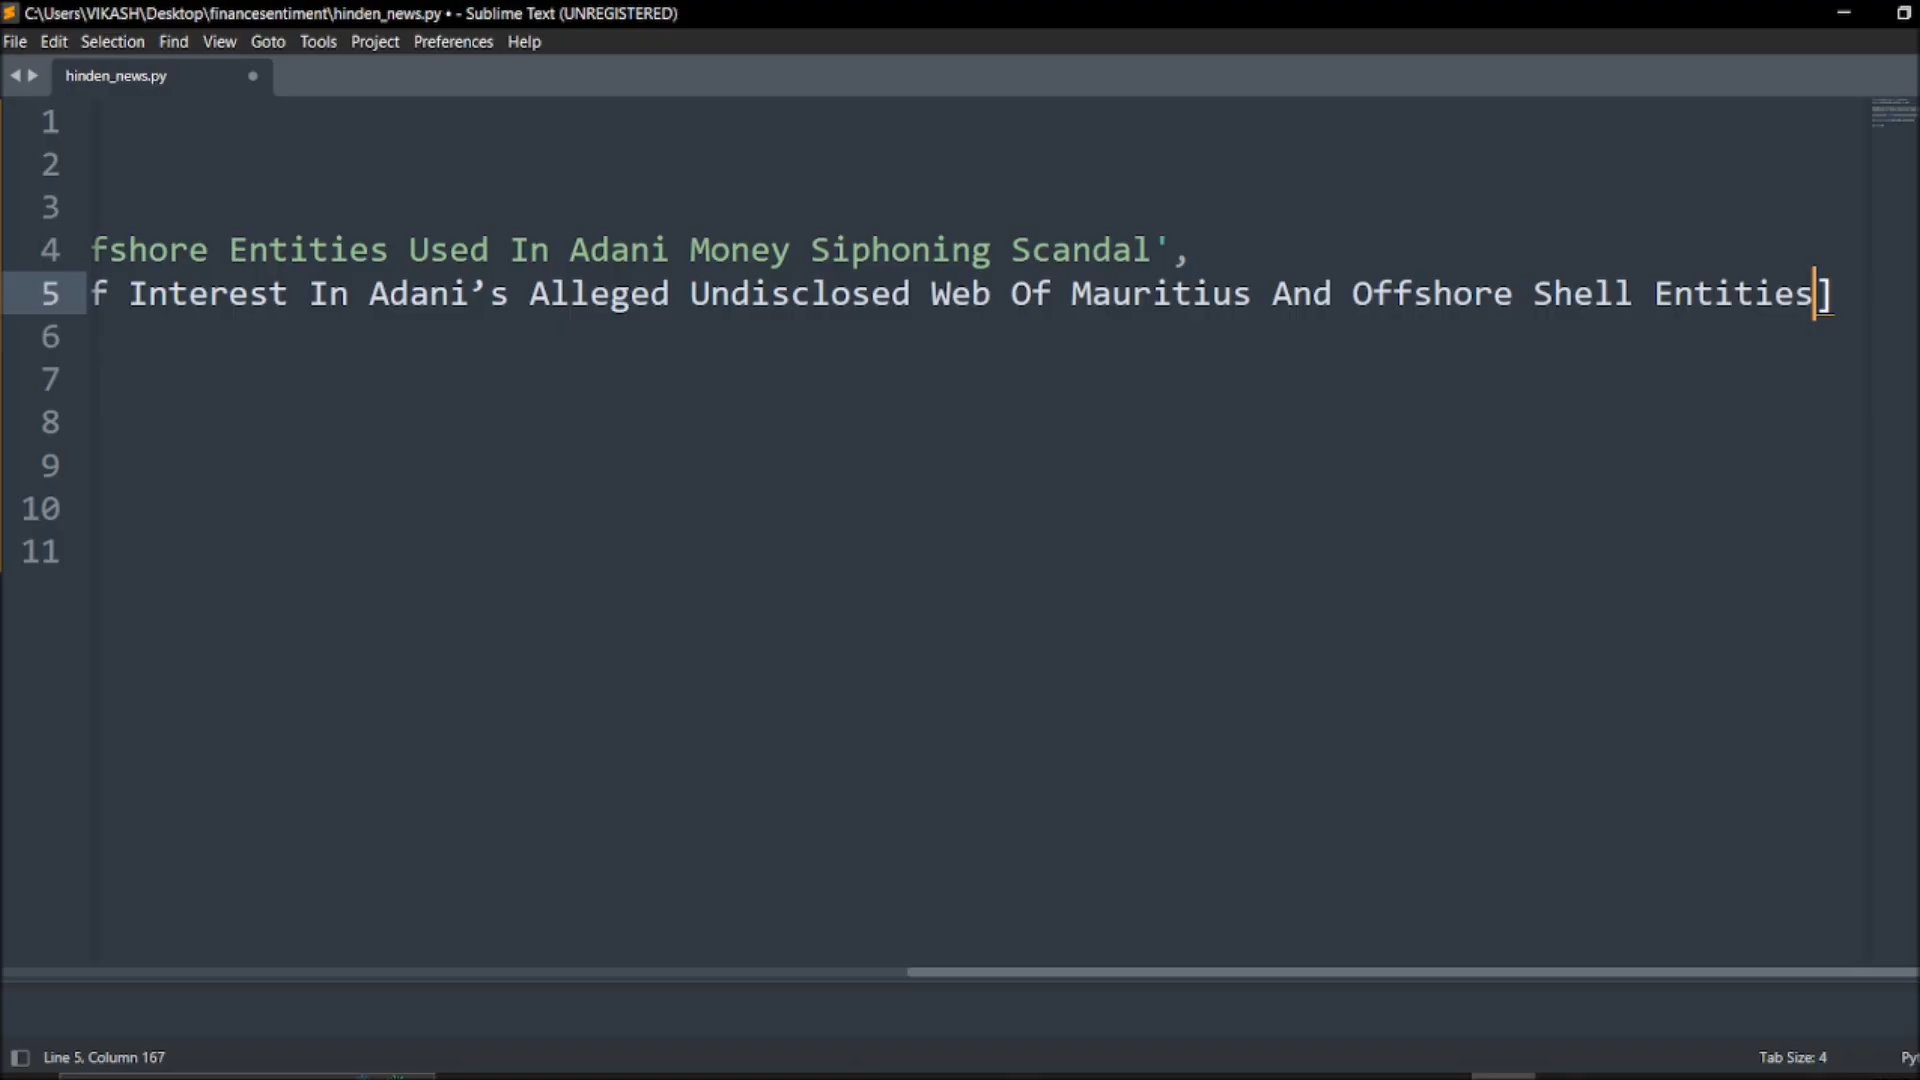 C:\Users\VIKASH\Desktop\financesentiment\hinden_news.py • - Sublime Text (UNREGISTERED)
File Edit Selection Find View Goto Tools Project Preferences Help
hinden_news.py
1
2
3
4 fshore Entities Used In Adani Money Siphoning Scandal',
5 f Interest In Adani’s Alleged Undisclosed Web Of Mauritius And Offshore Shell Entities]
6
7
8
9
10
11
Line 5, Column 167 Tab Size: 4